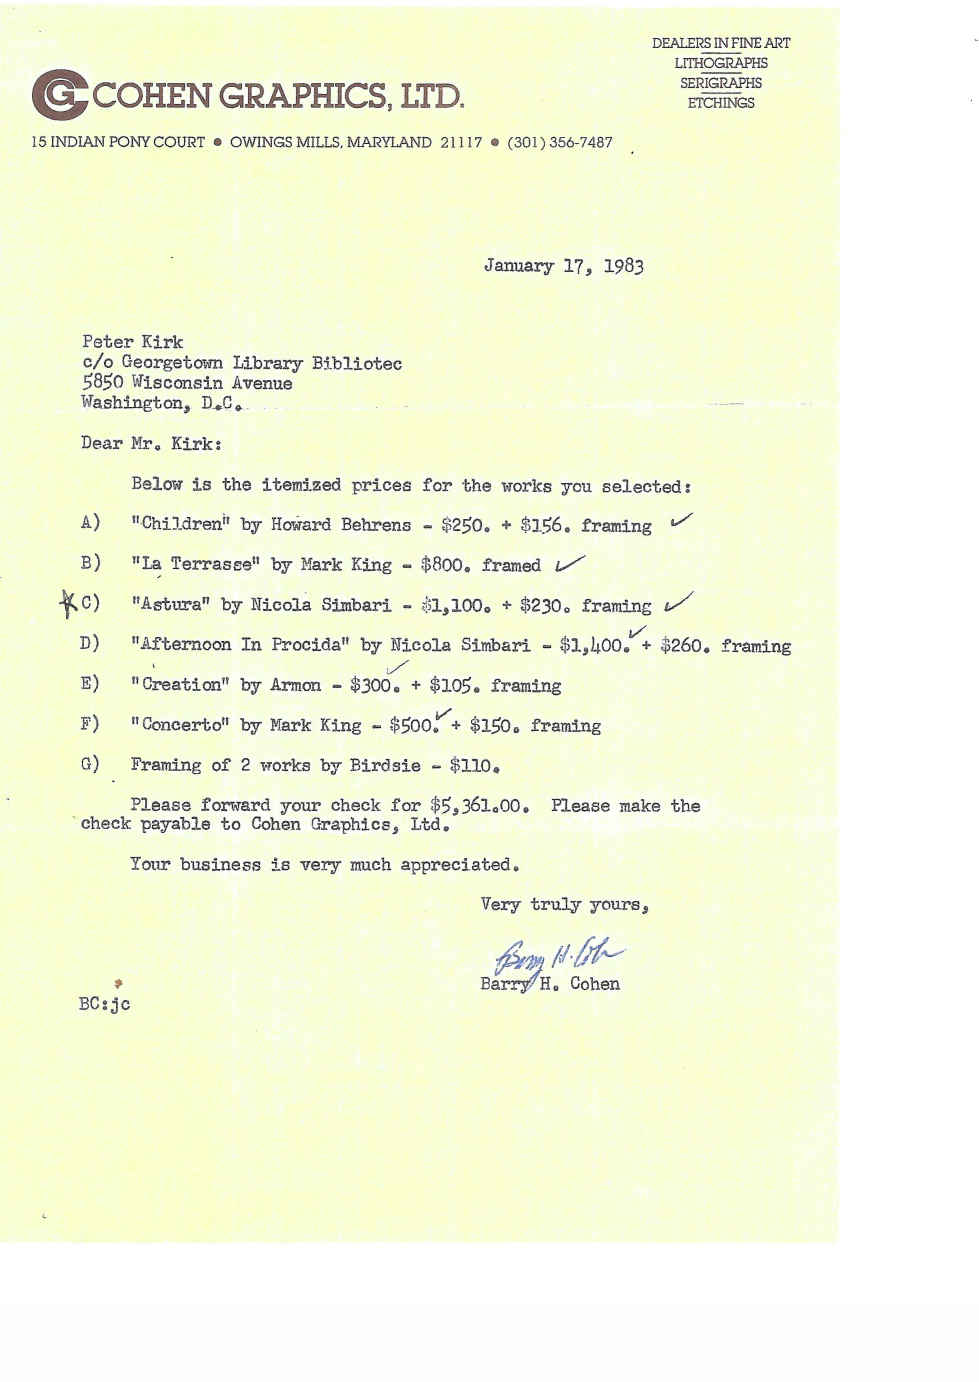 DEALERS IN FINE ART
LITHOGRAPHS
SERIGRAPHS
ETCHINGS
CG COHEN GRAPHICS, LTD.
15 INDIAN PONY COURT ● OWINGS MILLS, MARYLAND 21117 ● (301) 356-7487
January 17, 1983
Peter Kirk
c/o Georgetown Library Bibliotec
5850 Wisconsin Avenue
Washington, D.C.
Dear Mr. Kirk:
Below is the itemized prices for the works you selected:
A) "Children" by Howard Behrens - $250. + $156. framing ✓
B) "La Terrasse" by Mark King - $800. framed ✓
* C) "Astura" by Nicola Simbari - $1,100. + $230. framing ✓
D) "Afternoon In Procida" by Nicola Simbari - $1,400. ✓ + $260. framing
E) "Creation" by Armon - $300. ✓ + $105. framing
F) "Concerto" by Mark King - $500. ✓ + $150. framing
G) Framing of 2 works by Birdsie - $110.
Please forward your check for $5,361.00. Please make the
check payable to Cohen Graphics, Ltd.
Your business is very much appreciated.
Very truly yours,
Barry H. Cohen
Barry H. Cohen
BC:jc